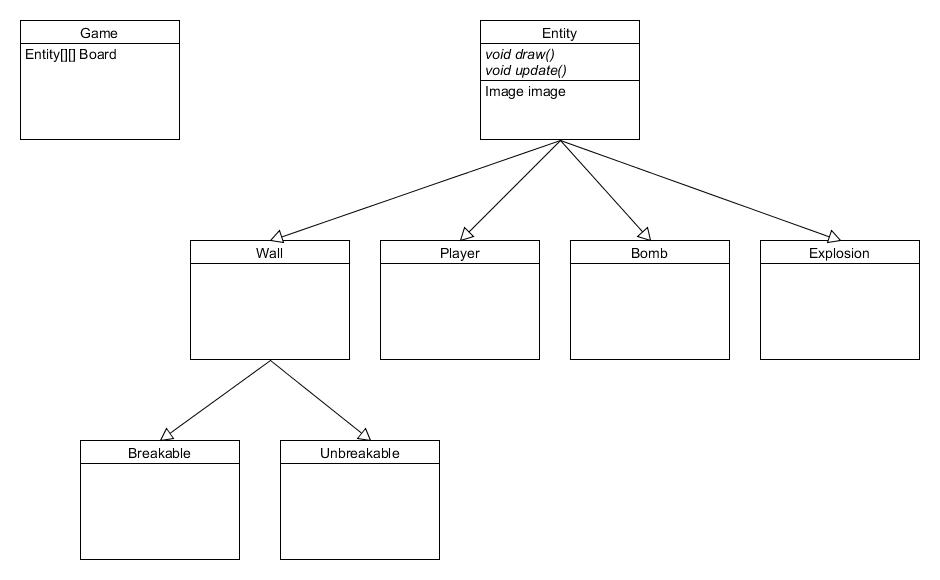 Game
Entity[][] Board
Entity
void draw()
void update()
Image image
Wall
Player
Bomb
Explosion
Breakable
Unbreakable